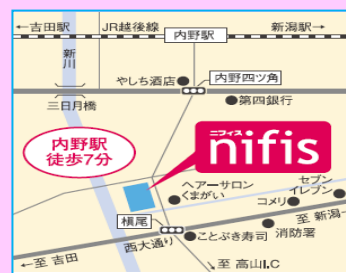 ←吉田駅
JR越後線
内野駅
新潟駅→
新川
やしち酒店
内野四ツ角
三日月橋
第四銀行
内野駅
徒歩7分
ニフィス
nifis
ヘアーサロン
くまがい
セブン
イレブン
コメリ
槇尾
至 新潟→
西大通り
ことぶき寿司
消防署
←至 吉田
至 高山I.C